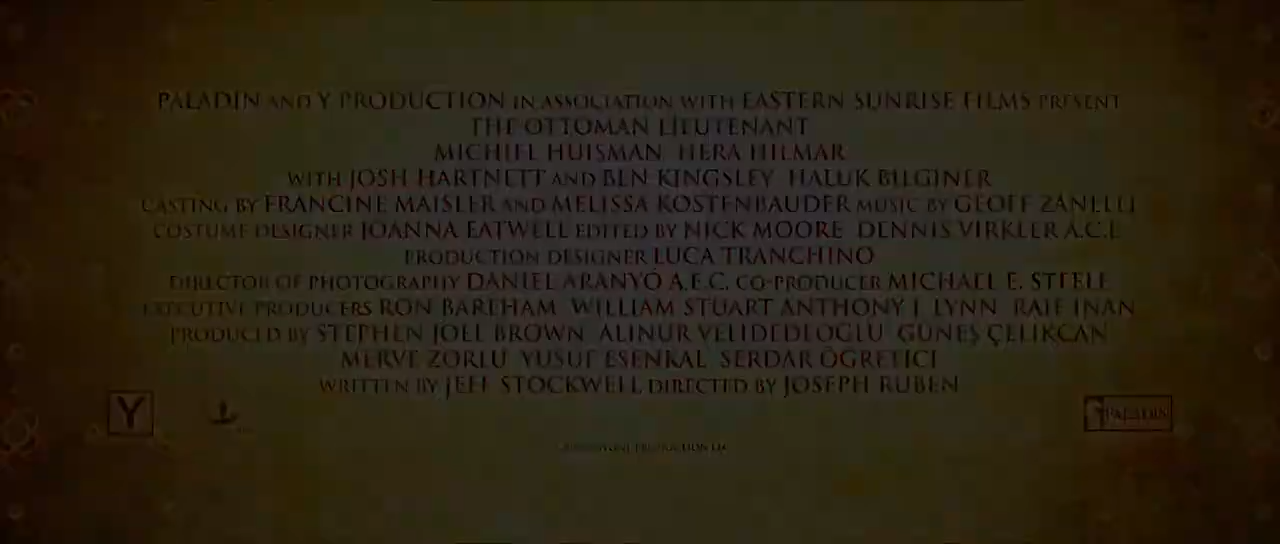 PALADIN AND Y PRODUCTION IN ASSOCIATION WITH EASTERN SUNRISE FILMS PRESENT
THE OTTOMAN LIEUTENANT
MICHIEL HUISMAN HERA HILMAR
WITH JOSH HARTNETT AND BEN KINGSLEY HALUK BILGINER
CASTING BY FRANCINE MAISLER AND MELISSA KOSTENBAUDER MUSIC BY GEOFF ZANELLI
COSTUME DESIGNER JOANNA EATWELL EDITED BY NICK MOORE DENNIS VIRKLER A.C.E.
PRODUCTION DESIGNER LUCA TRANCHINO
DIRECTOR OF PHOTOGRAPHY DANIEL ARANYÓ A.E.C. CO-PRODUCER MICHAEL E. STEELE
EXECUTIVE PRODUCERS RON BAREHAM WILLIAM STUART ANTHONY J. LYNN RAIF INAN
PRODUCED BY STEPHEN JOEL BROWN ALINUR VELIDEDEOGLU GÜNEŞ ÇELIKCAN
MERVE ZORLU YUSUF ESENKAL SERDAR ÖGRETICI
WRITTEN BY JEFF STOCKWELL DIRECTED BY JOSEPH RUBEN
Y
PALADIN